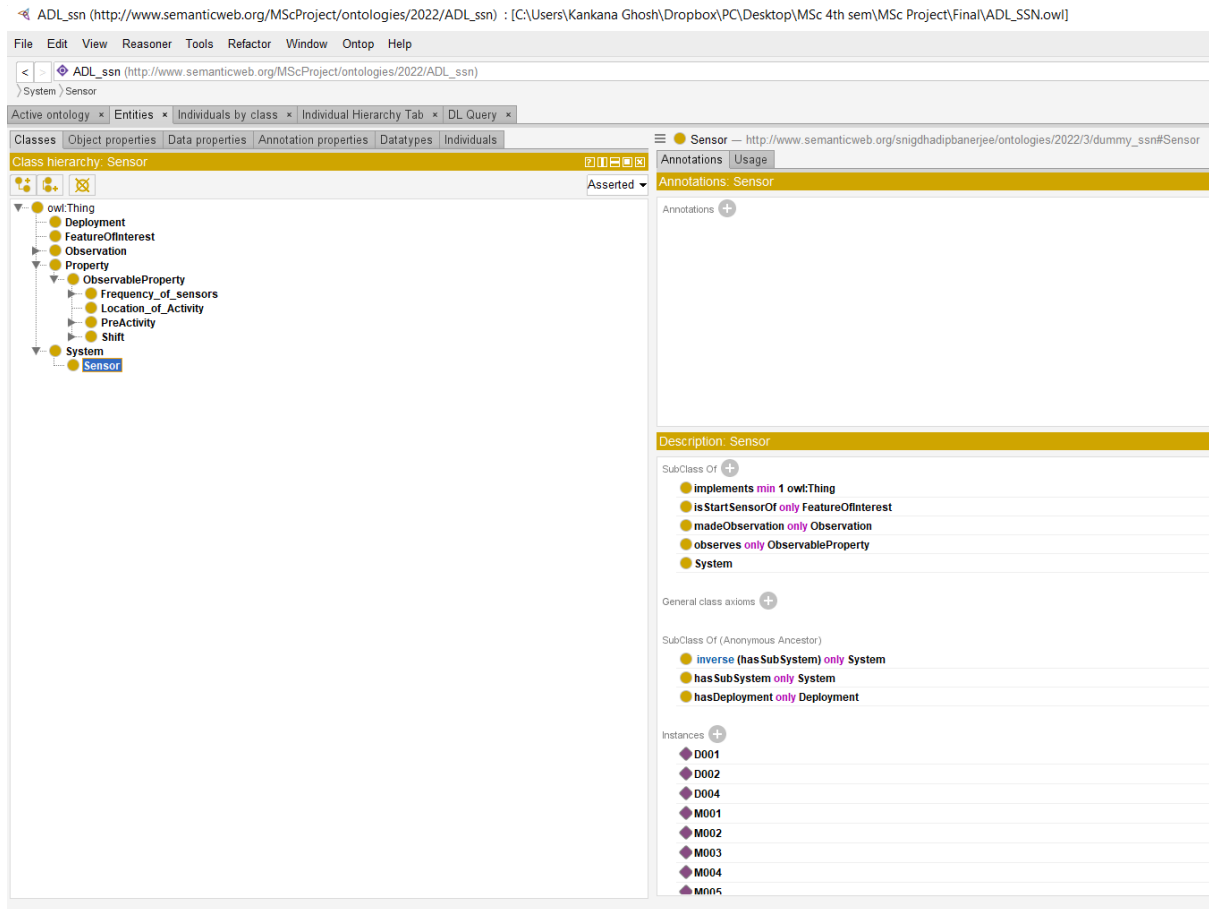 ADL_ssn (http://www.semanticweb.org/MScProject/ontologies/2022/ADL_ssn) : [C:\Users\Kankana Ghosh\Dropbox\PC\Desktop\MSc 4th sem\MSc Project\Final\ADL_SSN.owl]
File Edit View Reasoner Tools Refactor Window Ontop Help
< > ADL_ssn (http://www.semanticweb.org/MScProject/ontologies/2022/ADL_ssn)
System Sensor
Active ontology × Entities × Individuals by class × Individual Hierarchy Tab × DL Query ×
Classes Object properties Data properties Annotation properties Datatypes Individuals
Class hierarchy: Sensor
Asserted
owl:Thing
Deployment
FeatureOfInterest
Observation
Property
ObservableProperty
Frequency_of_sensors
Location_of_Activity
PreActivity
Shift
System
Sensor
Sensor — http://www.semanticweb.org/snigdhadipbanerjee/ontologies/2022/3/dummy_ssn#Sensor
Annotations Usage
Annotations: Sensor
Annotations
Description: Sensor
SubClass Of
implements min 1 owl:Thing
isStartSensorOf only FeatureOfInterest
madeObservation only Observation
observes only ObservableProperty
System
General class axioms
SubClass Of (Anonymous Ancestor)
inverse (hasSubSystem) only System
hasSubSystem only System
hasDeployment only Deployment
Instances
D001
D002
D004
M001
M002
M003
M004
M005